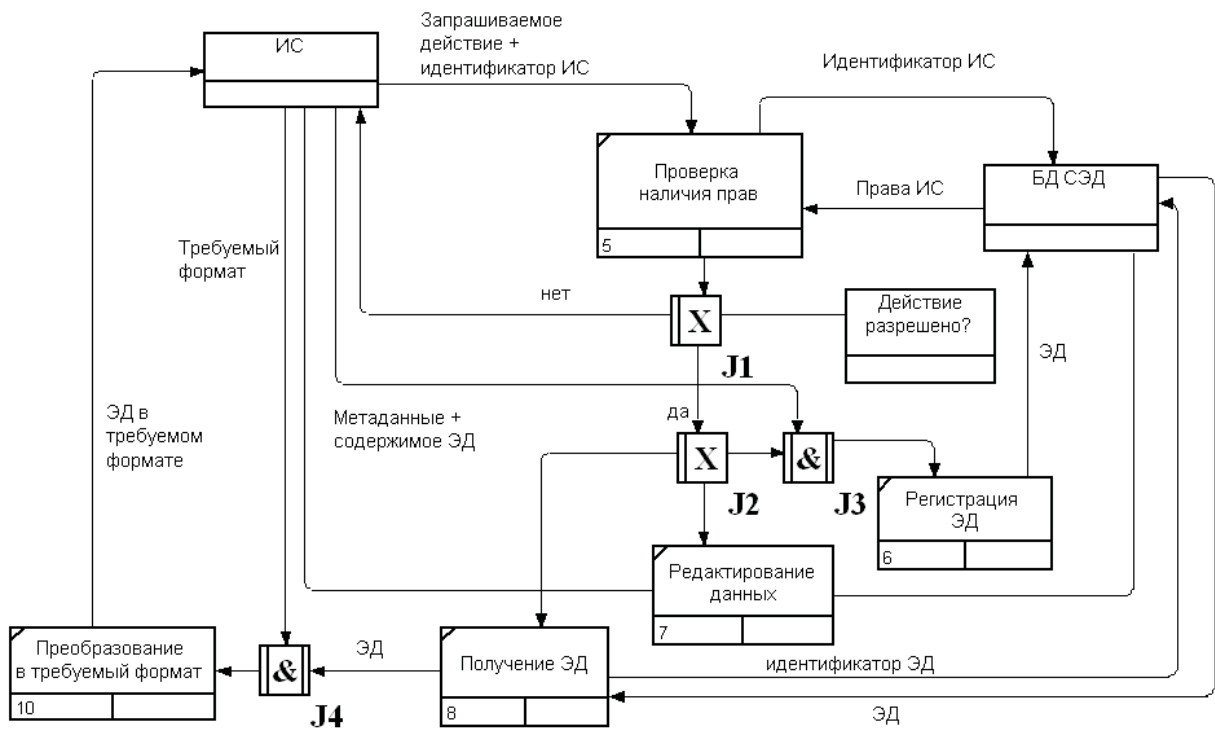 Запрашиваемое
действие +
идентификатор ИС
ИС
Идентификатор ИС
Проверка
наличия прав
5
Права ИС
БД СЭД
Требуемый
формат
нет
X
J1
Действие
разрешено?
ЭД
ЭД в
требуемом
формате
Метаданные +
содержимое ЭД
да
X
J2
&
J3
Регистрация
ЭД
6
Редактирование
данных
7
Преобразование
в требуемый формат
10
&
J4
ЭД
Получение ЭД
8
идентификатор ЭД
ЭД